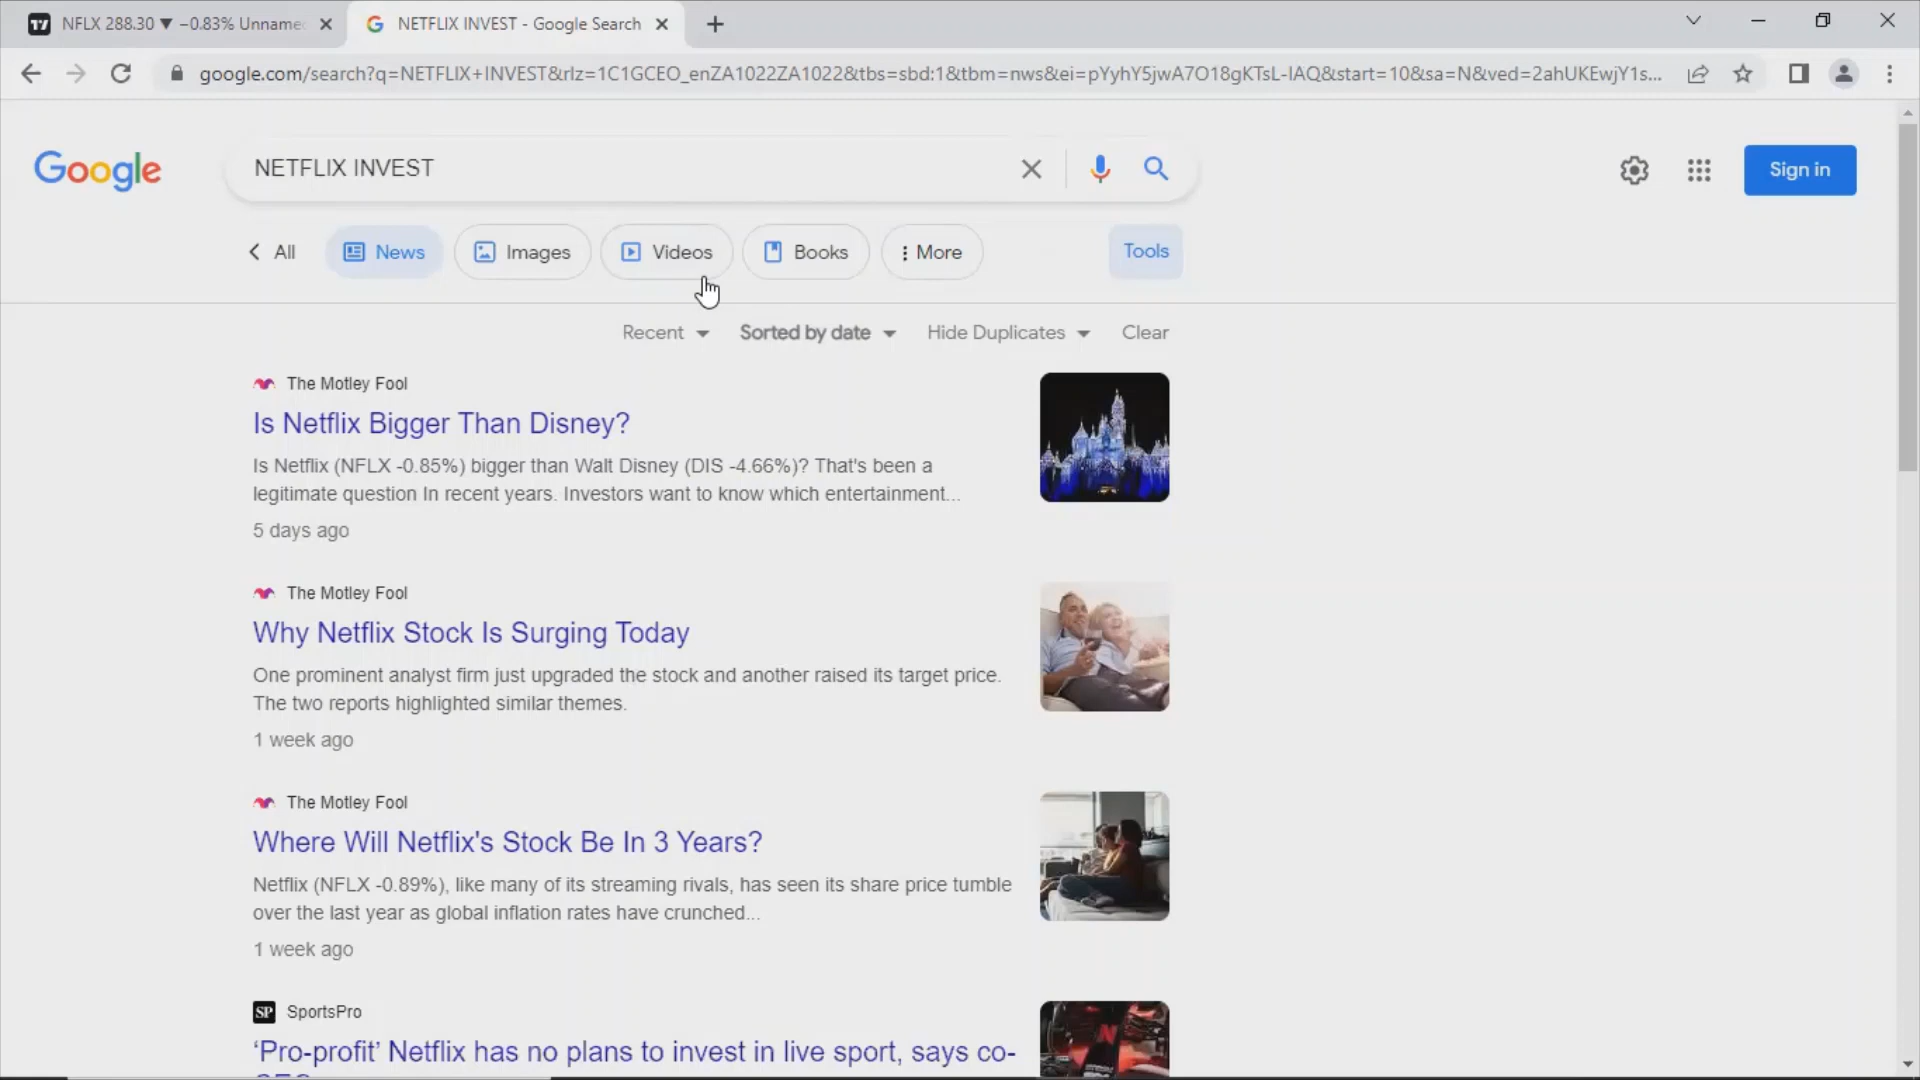 NFLX 288.30 ▼ −0.83% Unname
NETFLIX INVEST - Google Search
google.com/search?q=NETFLIX+INVEST&rlz=1C1GCEO_enZA1022ZA1022&tbs=sbd:1&tbm=nws&ei=pYyhY5jwA7O18gKTsL-IAQ&start=10&sa=N&ved=2ahUKEwjY1s...
Google
NETFLIX INVEST
Sign in
All
News
Images
Videos
Books
More
Tools
Recent
Sorted by date
Hide Duplicates
Clear
The Motley Fool
Is Netflix Bigger Than Disney?
Is Netflix (NFLX -0.85%) bigger than Walt Disney (DIS -4.66%)? That's been a
legitimate question In recent years. Investors want to know which entertainment...
5 days ago
The Motley Fool
Why Netflix Stock Is Surging Today
One prominent analyst firm just upgraded the stock and another raised its target price.
The two reports highlighted similar themes.
1 week ago
The Motley Fool
Where Will Netflix's Stock Be In 3 Years?
Netflix (NFLX -0.89%), like many of its streaming rivals, has seen its share price tumble
over the last year as global inflation rates have crunched...
1 week ago
SP SportsPro
‘Pro-profit’ Netflix has no plans to invest in live sport, says co-